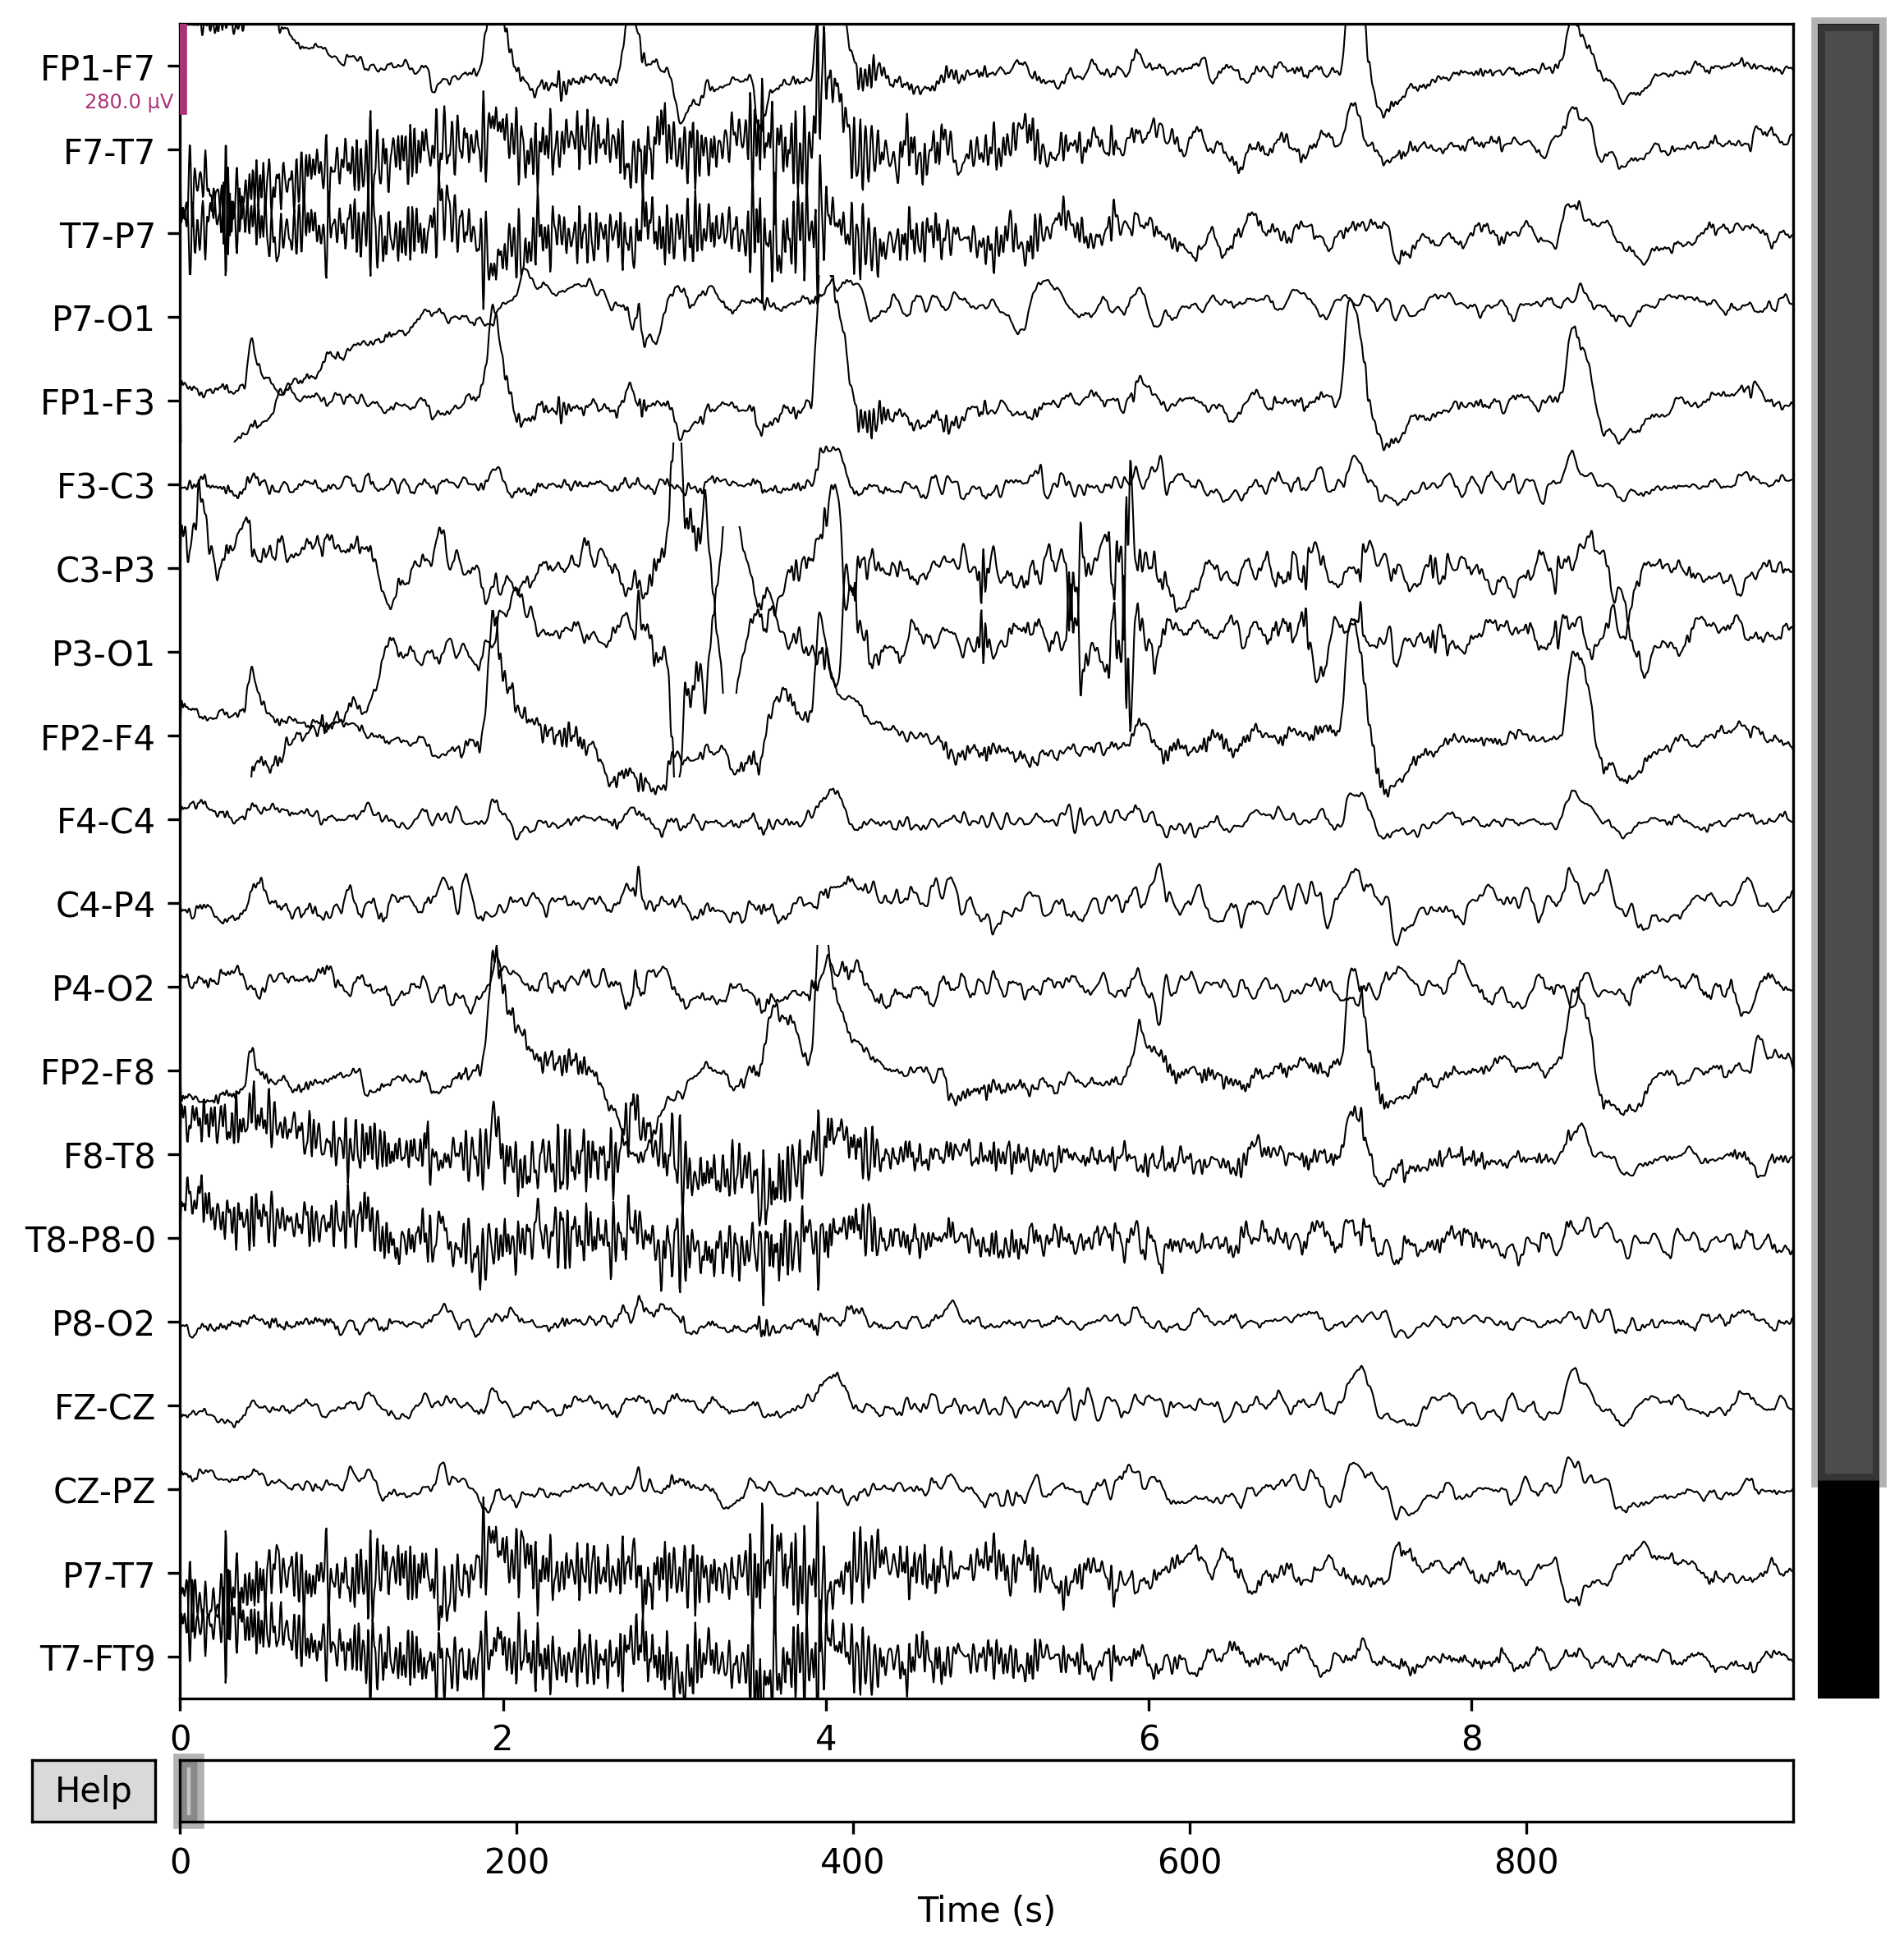 FP1-F7
280.0 µV
F7-T7
T7-P7
P7-O1
FP1-F3
F3-C3
C3-P3
P3-O1
FP2-F4
F4-C4
C4-P4
P4-O2
FP2-F8
F8-T8
T8-P8-0
P8-O2
FZ-CZ
CZ-PZ
P7-T7
T7-FT9
0 2 4 6 8
Help
0 200 400 600 800
Time (s)